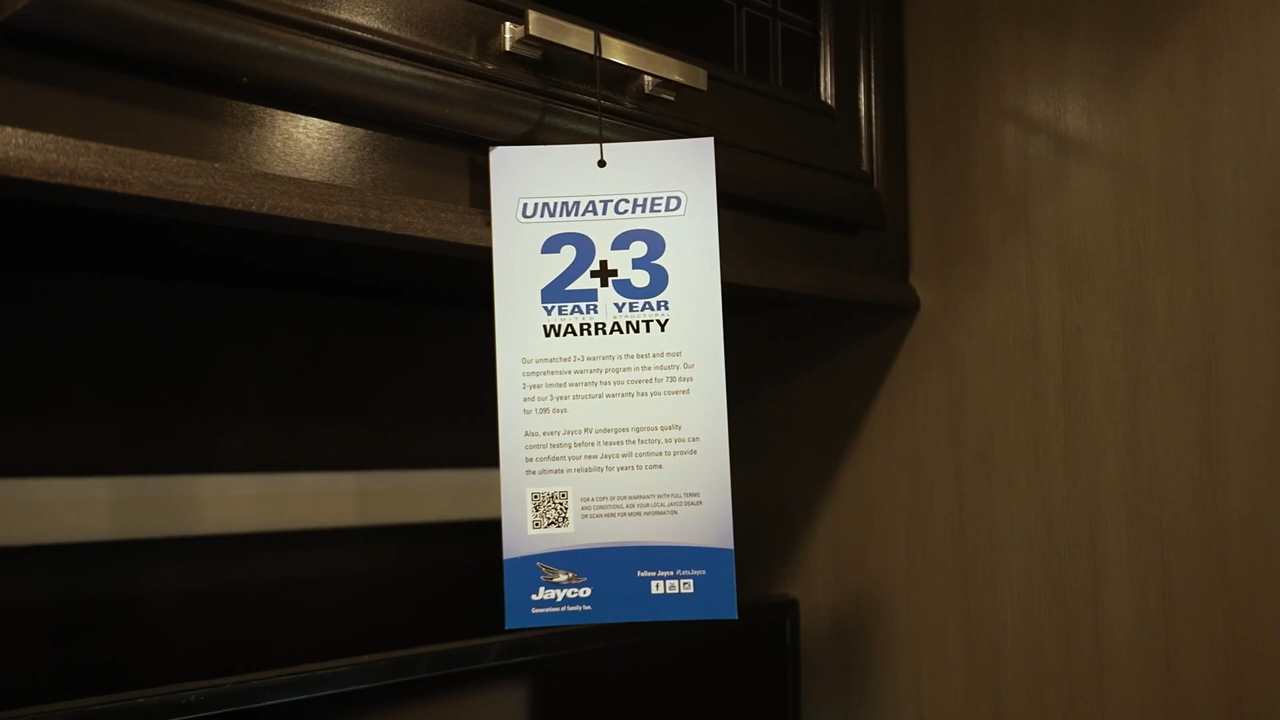 UNMATCHED
2+3
YEAR YEAR
LIMITED STRUCTURAL
WARRANTY
Our unmatched 2+3 warranty is the best and most
comprehensive warranty program in the industry. Our
2-year limited warranty has you covered for 730 days
and our 3-year structural warranty has you covered
for 1,095 days.
Also, every Jayco RV undergoes rigorous quality
control testing before it leaves the factory, so you can
be confident your new Jayco will continue to provide
the ultimate in reliability for years to come.
FOR A COPY OF OUR WARRANTY WITH FULL TERMS
AND CONDITIONS, ASK YOUR LOCAL JAYCO DEALER
OR SCAN HERE FOR MORE INFORMATION.
Jayco
Generations of family fun.
Follow Jayco #LetsJayco